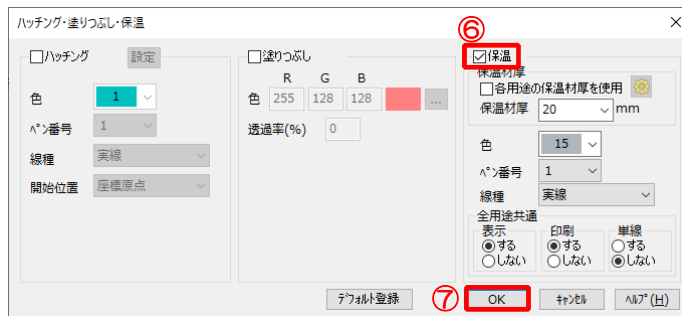 ハッチング・塗りつぶし・保温
⑥
ハッチング
設定
色
1
ペン番号
1
線種
実線
開始位置
座標原点
塗りつぶし
R G B
色 255 128 128 ...
透過率(%) 0
保温
保温材厚
各用途の保温材厚を使用
保温材厚 20 mm
色 15
ペン番号 1
線種 実線
全用途共通
表示 印刷 単線
する する する
しない しない しない
デフォルト登録
⑦
OK
キャンセル
ヘルプ(H)